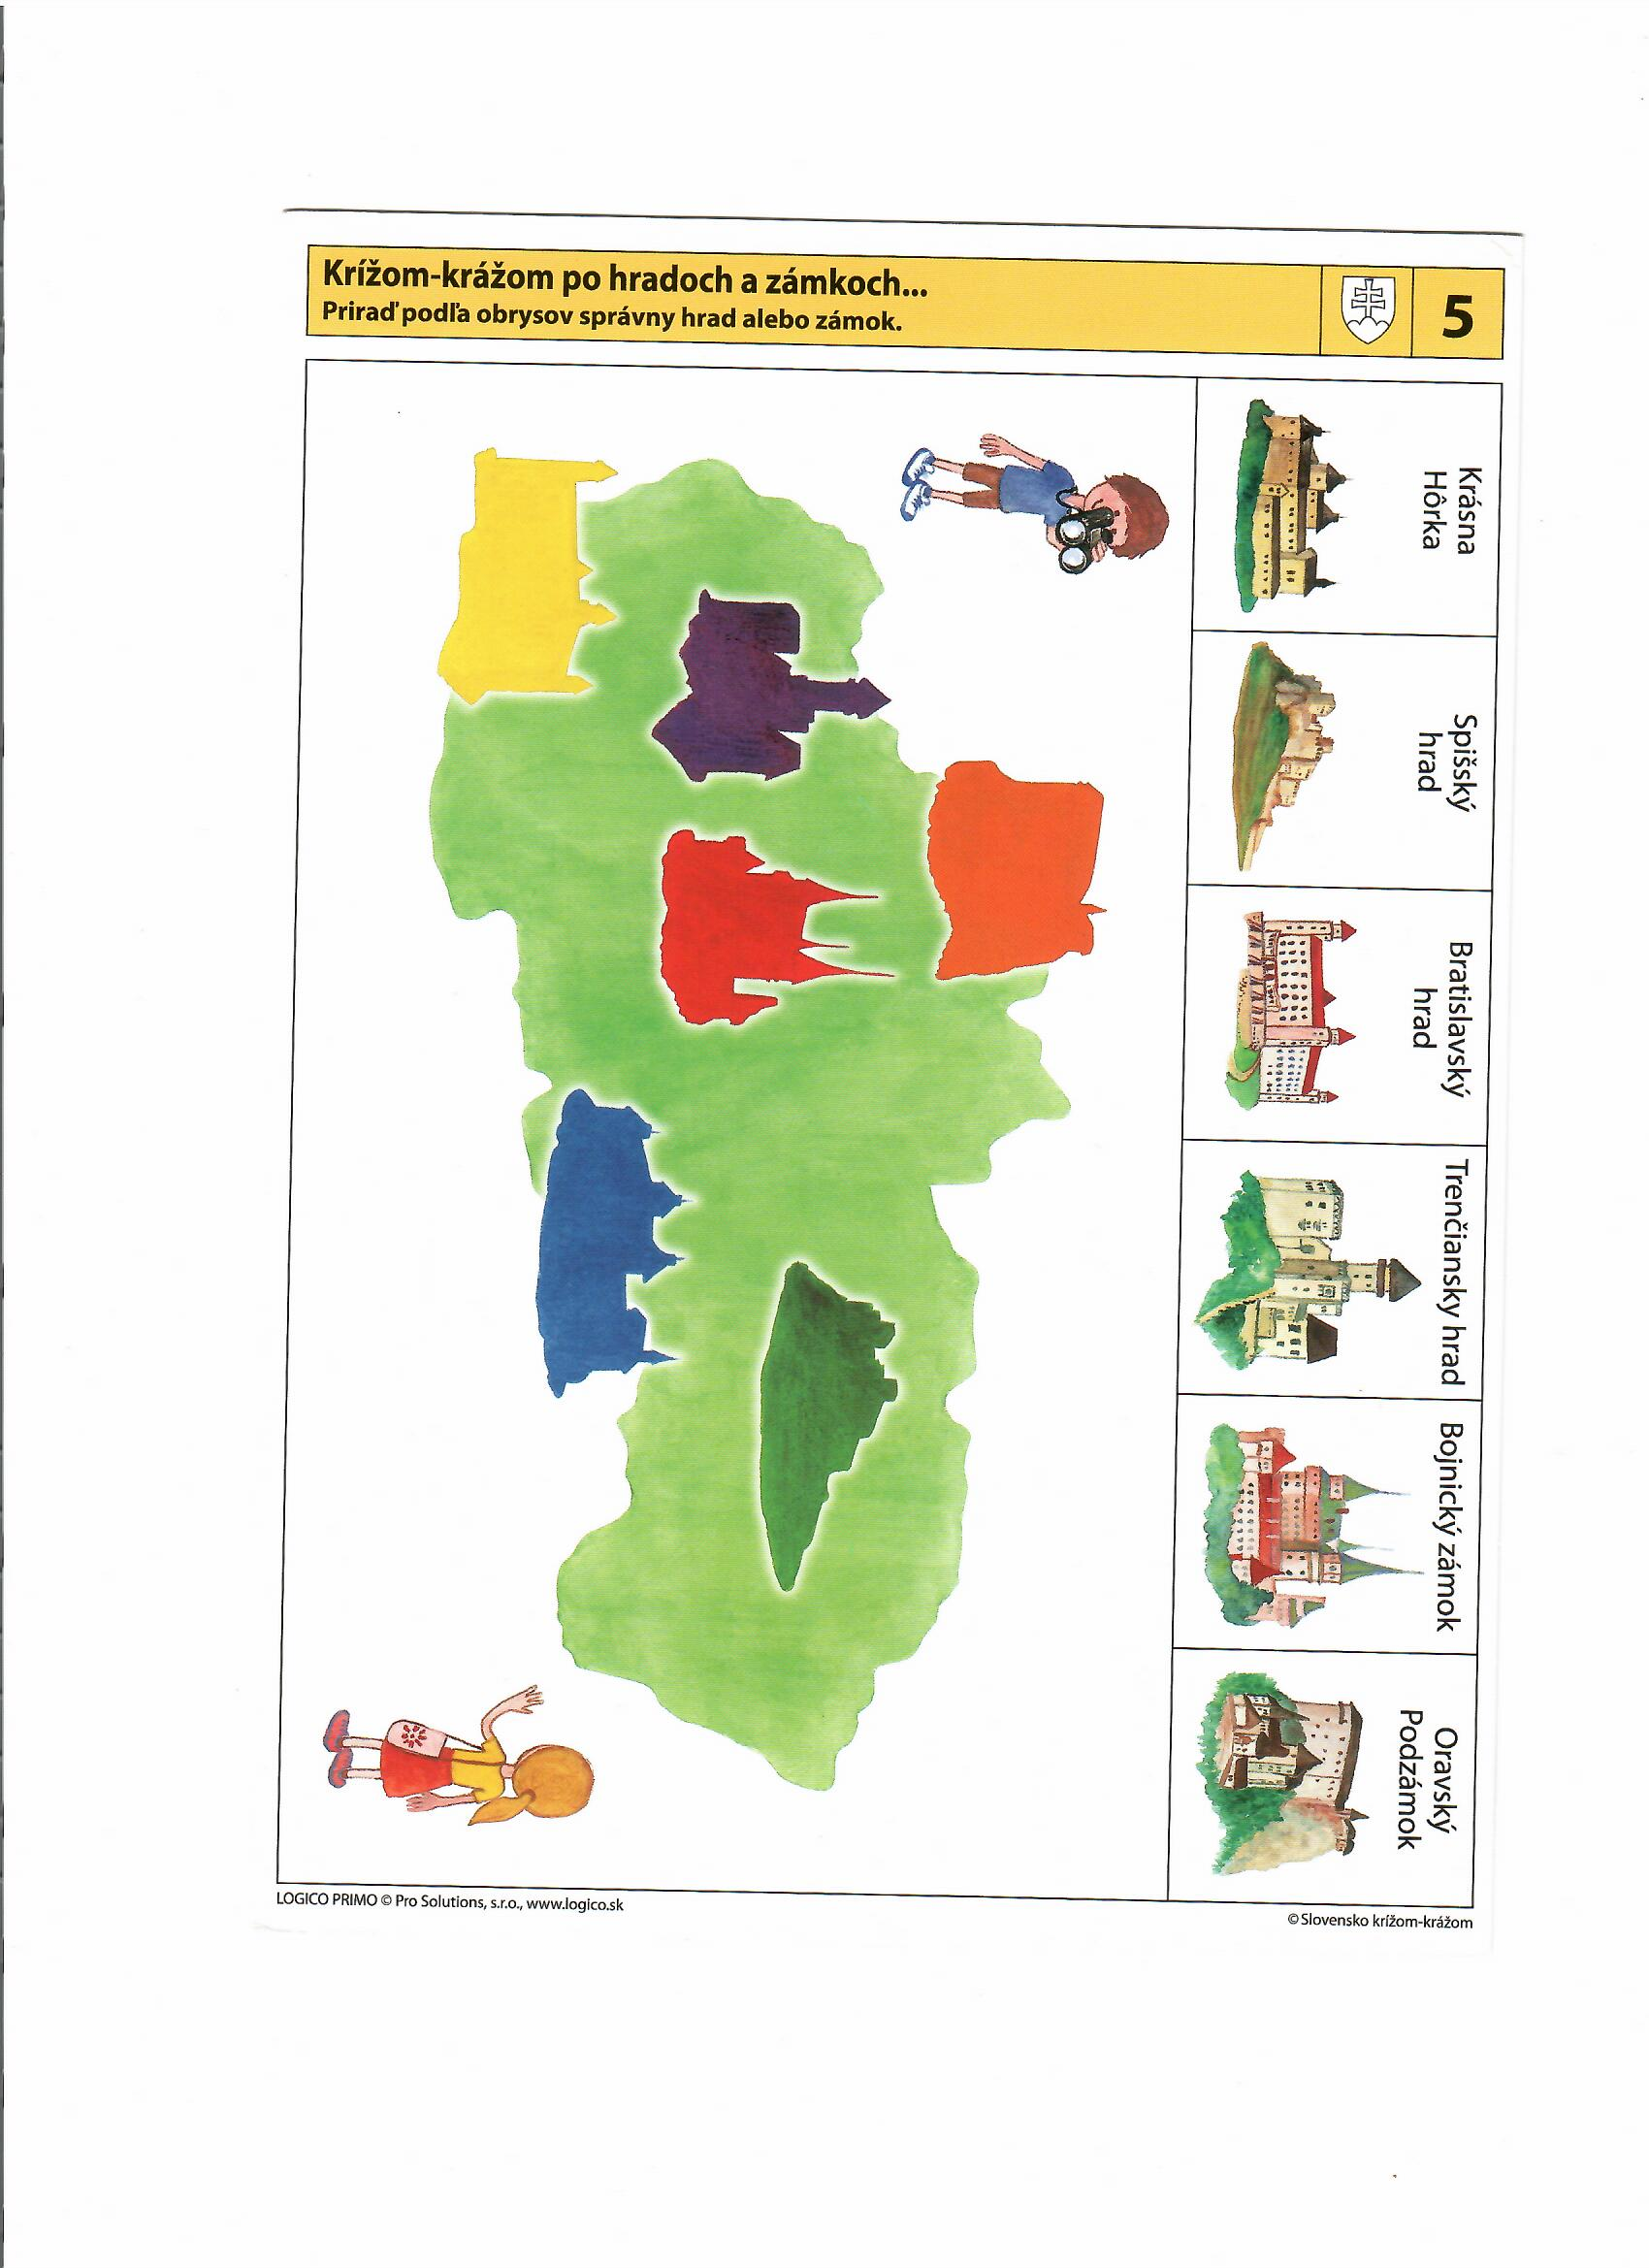 Krížom-krážom po hradoch a zámkoch...
Priraď podľa obrysov správny hrad alebo zámok.
5
Krásna
Hôrka
Spišský
hrad
Bratislavský
hrad
Trenčiansky hrad
Bojnický zámok
Oravský
Podzámok
LOGICO PRIMO © Pro Solutions, s.r.o., www.logico.sk
© Slovensko krížom-krážom